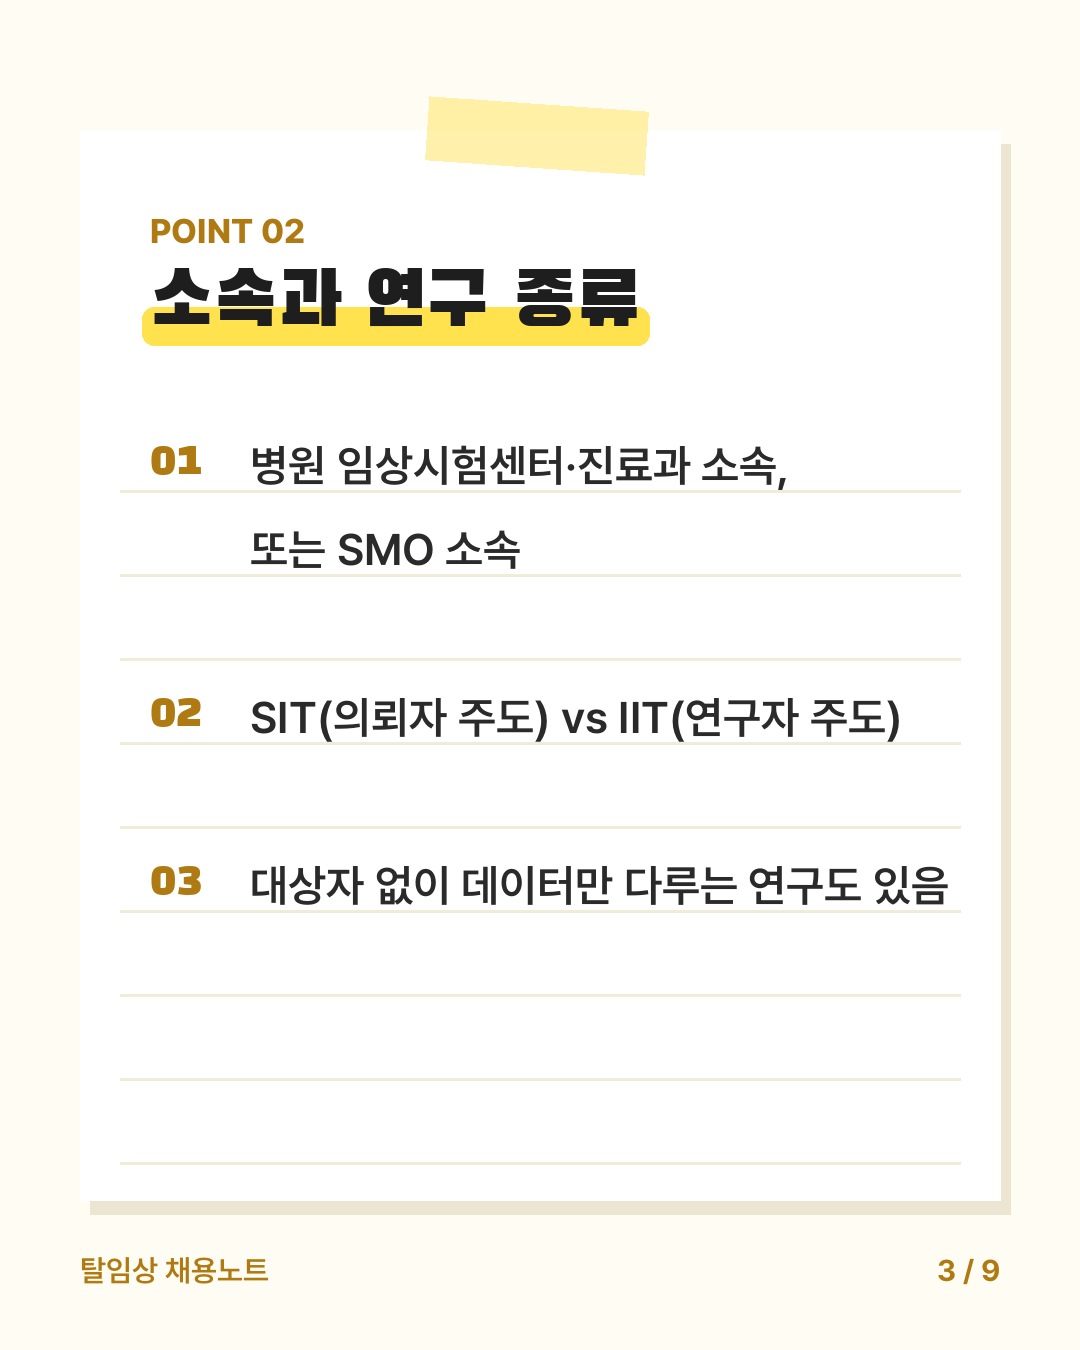 POINT 02
소속과 연구 종류
01 병원 임상시험센터·진료과 소속,
또는 SMO 소속
02 SIT(의뢰자 주도) vs IIT(연구자 주도)
03 대상자 없이 데이터만 다루는 연구도 있음
탈임상 채용노트
3 / 9